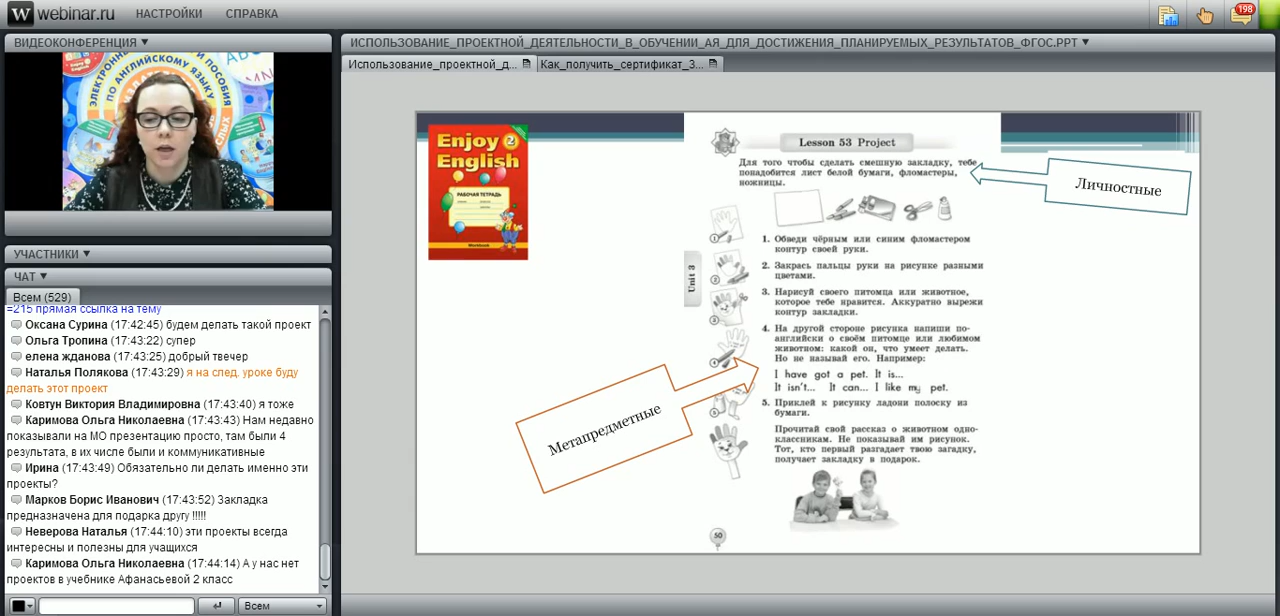 W webinar.ru НАСТРОЙКИ СПРАВКА
198
ВИДЕОКОНФЕРЕНЦИЯ
ЭЛЕКТРОННЫЕ ПОСОБИЯ
ПО АНГЛИЙСКОМУ ЯЗЫКУ
УЧАСТНИКИ
ЧАТ
Всем (529)
=215 прямая ссылка на тему
Оксана Сурина (17:42:45) будем делать такой проект
Ольга Тропина (17:43:22) супер
елена жданова (17:43:25) добрый твечер
Наталья Полякова (17:43:29) я на след. уроке буду
делать этот проект
Ковтун Виктория Владимировна (17:43:40) я тоже
Каримова Ольга Николаевна (17:43:43) Нам недавно
показывали на МО презентацию просто, там были 4
результата, в их числе были и коммуникативные
Ирина (17:43:49) Обязательно ли делать именно эти
проекты?
Марков Борис Иванович (17:43:52) Закладка
предназначена для подарка другу !!!!!
Неверова Наталья (17:44:10) эти проекты всегда
интересны и полезны для учащихся
Каримова Ольга Николаевна (17:44:14) А у нас нет
проектов в учебнике Афанасьевой 2 класс
Всем
ИСПОЛЬЗОВАНИЕ_ПРОЕКТНОЙ_ДЕЯТЕЛЬНОСТИ_В_ОБУЧЕНИИ_АЯ_ДЛЯ_ДОСТИЖЕНИЯ_ПЛАНИРУЕМЫХ_РЕЗУЛЬТАТОВ_ФГОС.PPT
Использование_проектной_д... Как_получить_сертификат_3...
Enjoy 2
English
РАБОЧАЯ ТЕТРАДЬ
Workbook
Lesson 53 Project
Для того чтобы сделать смешную закладку, тебе
понадобится лист белой бумаги, фломастеры,
ножницы.
Личностные
1. Обведи чёрным или синим фломастером
контур своей руки.
2. Закрась пальцы руки на рисунке разными
цветами.
Unit 3
3. Нарисуй своего питомца или животное,
которое тебе нравится. Аккуратно вырежи
контур закладки.
4. На другой стороне рисунка напиши по-
английски о своём питомце или любимом
животном: какой он, что умеет делать.
Но не называй его. Например:
I have got a pet. It is...
It isn't... It can... I like my pet.
5. Приклей к рисунку ладони полоску из
бумаги.
Прочитай свой рассказ о животном одно-
классникам. Не показывай им рисунок.
Тот, кто первый разгадает твою загадку,
получает закладку в подарок.
Метапредметные
1
2
3
4
5
50